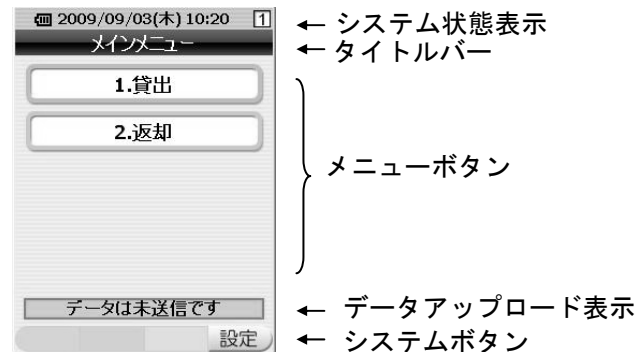 2009/09/03(木) 10:20 1 ← システム状態表示
メインメニュー ← タイトルバー
1.貸出
2.返却
メニューボタン
データは未送信です ← データアップロード表示
設定 ← システムボタン